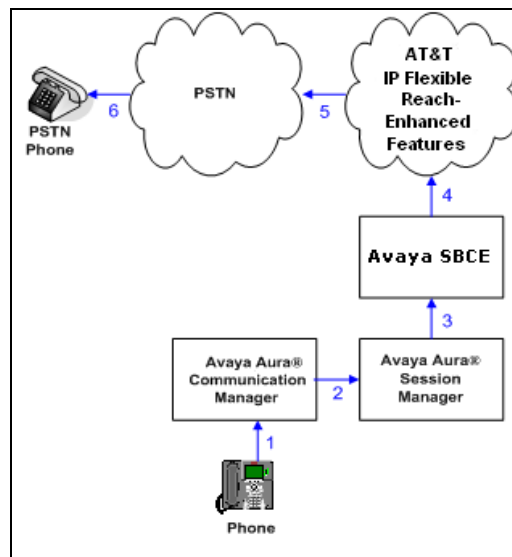 AT&T
IP Flexible
Reach-
Enhanced
Features
PSTN
6
5
PSTN
Phone
4
Avaya SBCE
3
Avaya Aura®
Communication
Manager
2
Avaya Aura®
Session
Manager
1
Phone